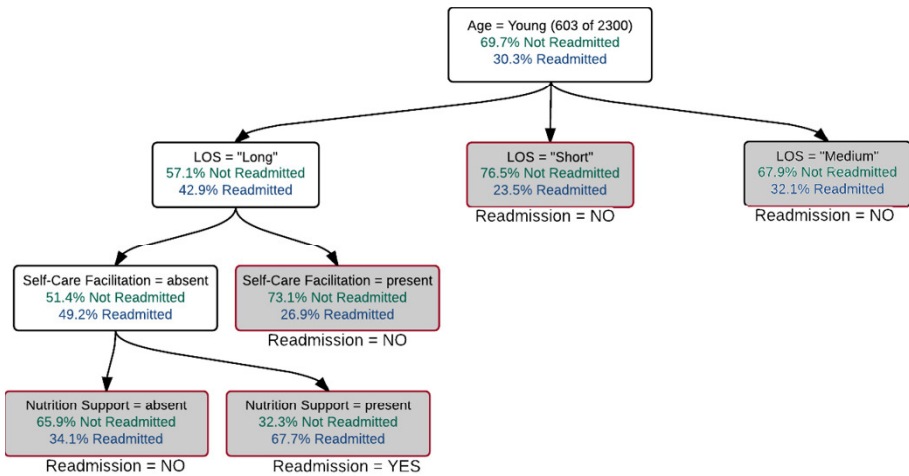 Age = Young (603 of 2300)
69.7% Not Readmitted
30.3% Readmitted
LOS = "Long"
57.1% Not Readmitted
42.9% Readmitted
LOS = "Short"
76.5% Not Readmitted
23.5% Readmitted
Readmission = NO
LOS = "Medium"
67.9% Not Readmitted
32.1% Readmitted
Readmission = NO
Self-Care Facilitation = absent
51.4% Not Readmitted
49.2% Readmitted
Self-Care Facilitation = present
73.1% Not Readmitted
26.9% Readmitted
Readmission = NO
Nutrition Support = absent
65.9% Not Readmitted
34.1% Readmitted
Readmission = NO
Nutrition Support = present
32.3% Not Readmitted
67.7% Readmitted
Readmission = YES